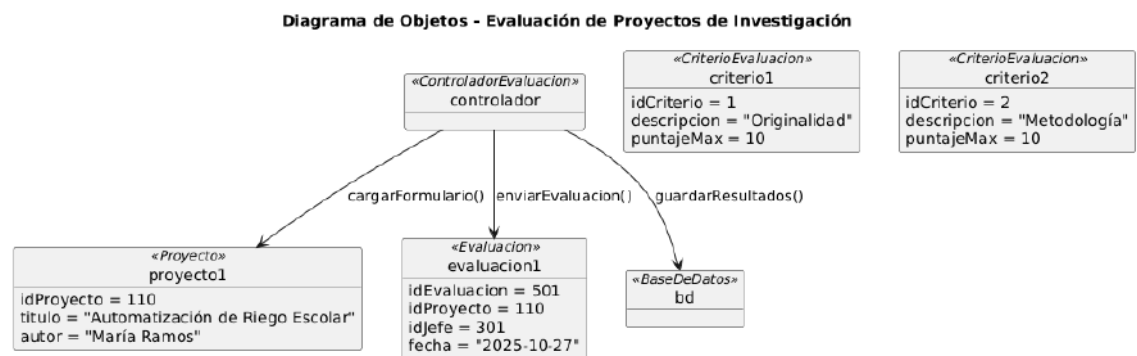 Diagrama de Objetos - Evaluación de Proyectos de Investigación
«ControladorEvaluacion»
controlador
«CriterioEvaluacion»
criterio1
idCriterio = 1
descripcion = "Originalidad"
puntajeMax = 10
«CriterioEvaluacion»
criterio2
idCriterio = 2
descripcion = "Metodología"
puntajeMax = 10
cargarFormulario()
enviarEvaluacion()
guardarResultados()
«Proyecto»
proyecto1
idProyecto = 110
titulo = "Automatización de Riego Escolar"
autor = "María Ramos"
«Evaluacion»
evaluacion1
idEvaluacion = 501
idProyecto = 110
idJefe = 301
fecha = "2025-10-27"
«BaseDeDatos»
bd